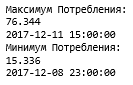 Максимум Потребления:
76.344
2017-12-11 15:00:00
Минимум Потребления:
15.336
2017-12-08 23:00:00